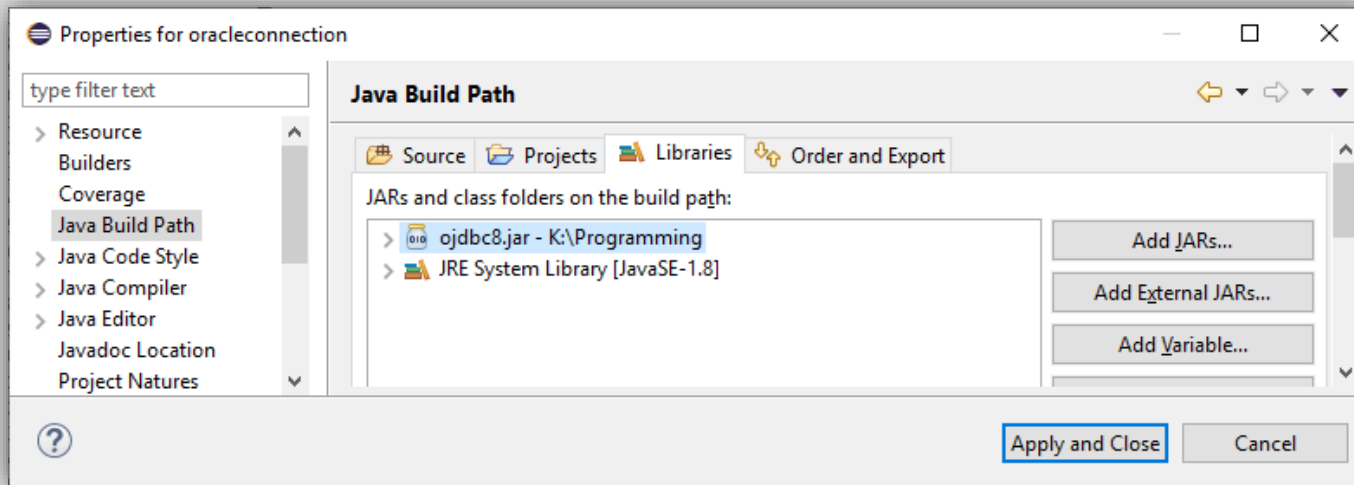 Properties for oracleconnection
type filter text
Resource
Builders
Coverage
Java Build Path
Java Code Style
Java Compiler
Java Editor
Javadoc Location
Project Natures
Java Build Path
Source Projects Libraries Order and Export
JARs and class folders on the build path:
ojdbc8.jar - K:\Programming
JRE System Library [JavaSE-1.8]
Add JARs...
Add External JARs...
Add Variable...
? Apply and Close Cancel